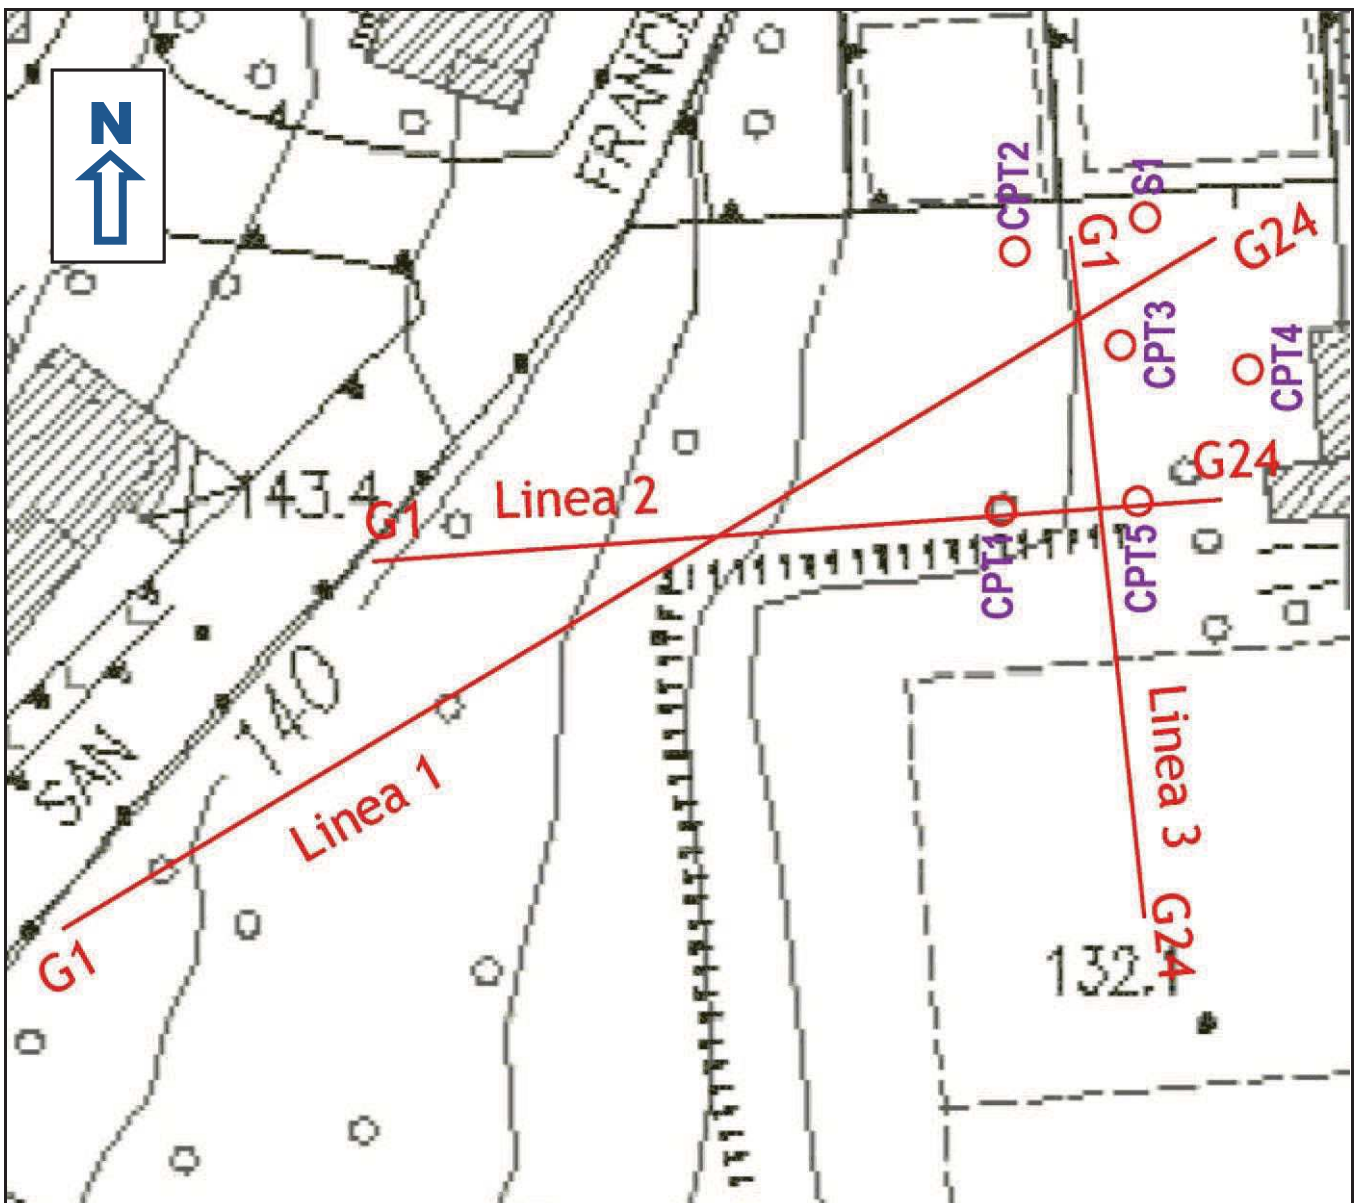 N
FRANC
CPT2
S1
G1
G24
CPT3
CPT4
G24
143.4
G1
Linea 2
CPT1
CPT5
140
SAN
Linea 1
Linea 3
G1
G24
132.1